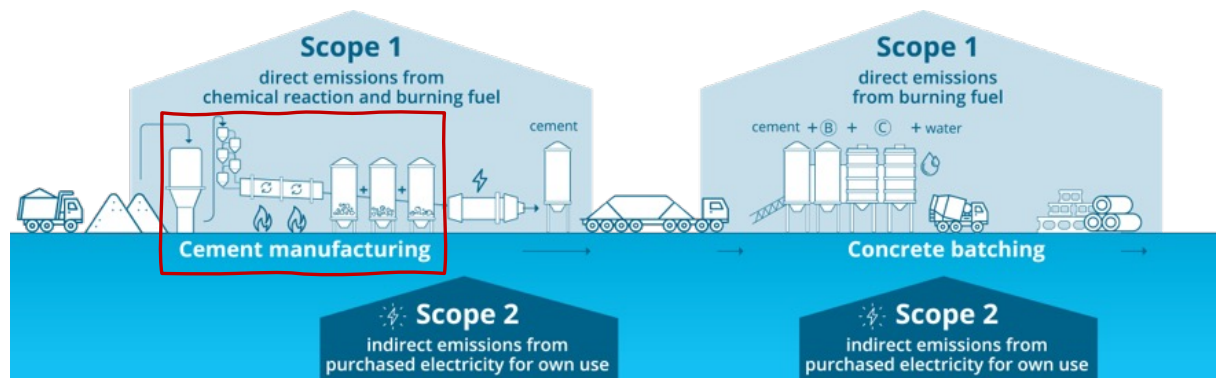 Scope 1
direct emissions from
chemical reaction and burning fuel
cement
Cement manufacturing
Scope 2
indirect emissions from
purchased electricity for own use
Scope 1
direct emissions
from burning fuel
cement + B + C + water
Concrete batching
Scope 2
indirect emissions from
purchased electricity for own use